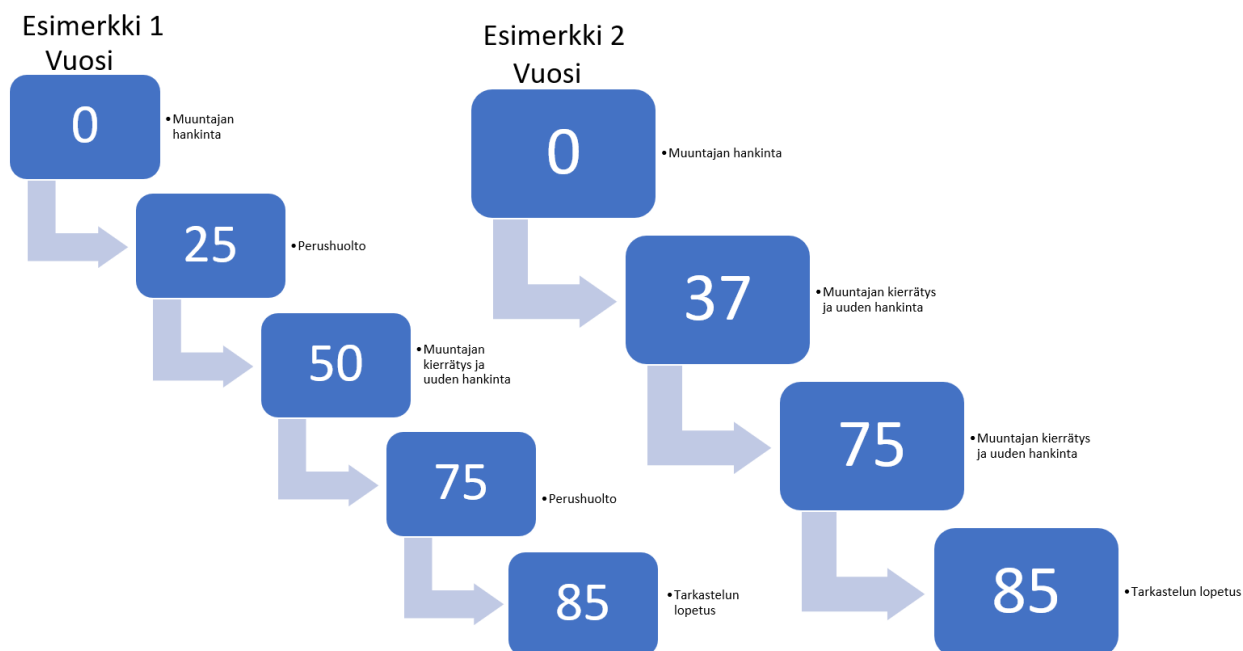 Esimerkki 1
Vuosi
0
•Muuntajan
hankinta
25
•Perushuolto
50
•Muuntajan
kierrätys ja
uuden hankinta
75
•Perushuolto
85
•Tarkastelun
lopetus
Esimerkki 2
Vuosi
0
•Muuntajan hankinta
37
•Muuntajan kierrätys
ja uuden hankinta
75
•Muuntajan kierrätys
ja uuden hankinta
85
•Tarkastelun lopetus